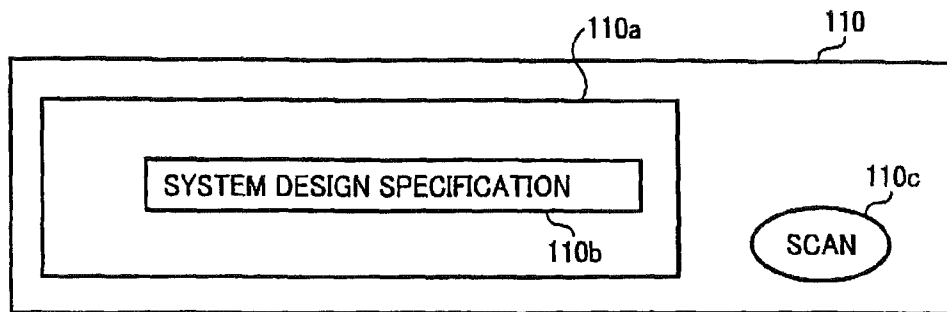 110a
110
SYSTEM DESIGN SPECIFICATION
110c
110b
SCAN